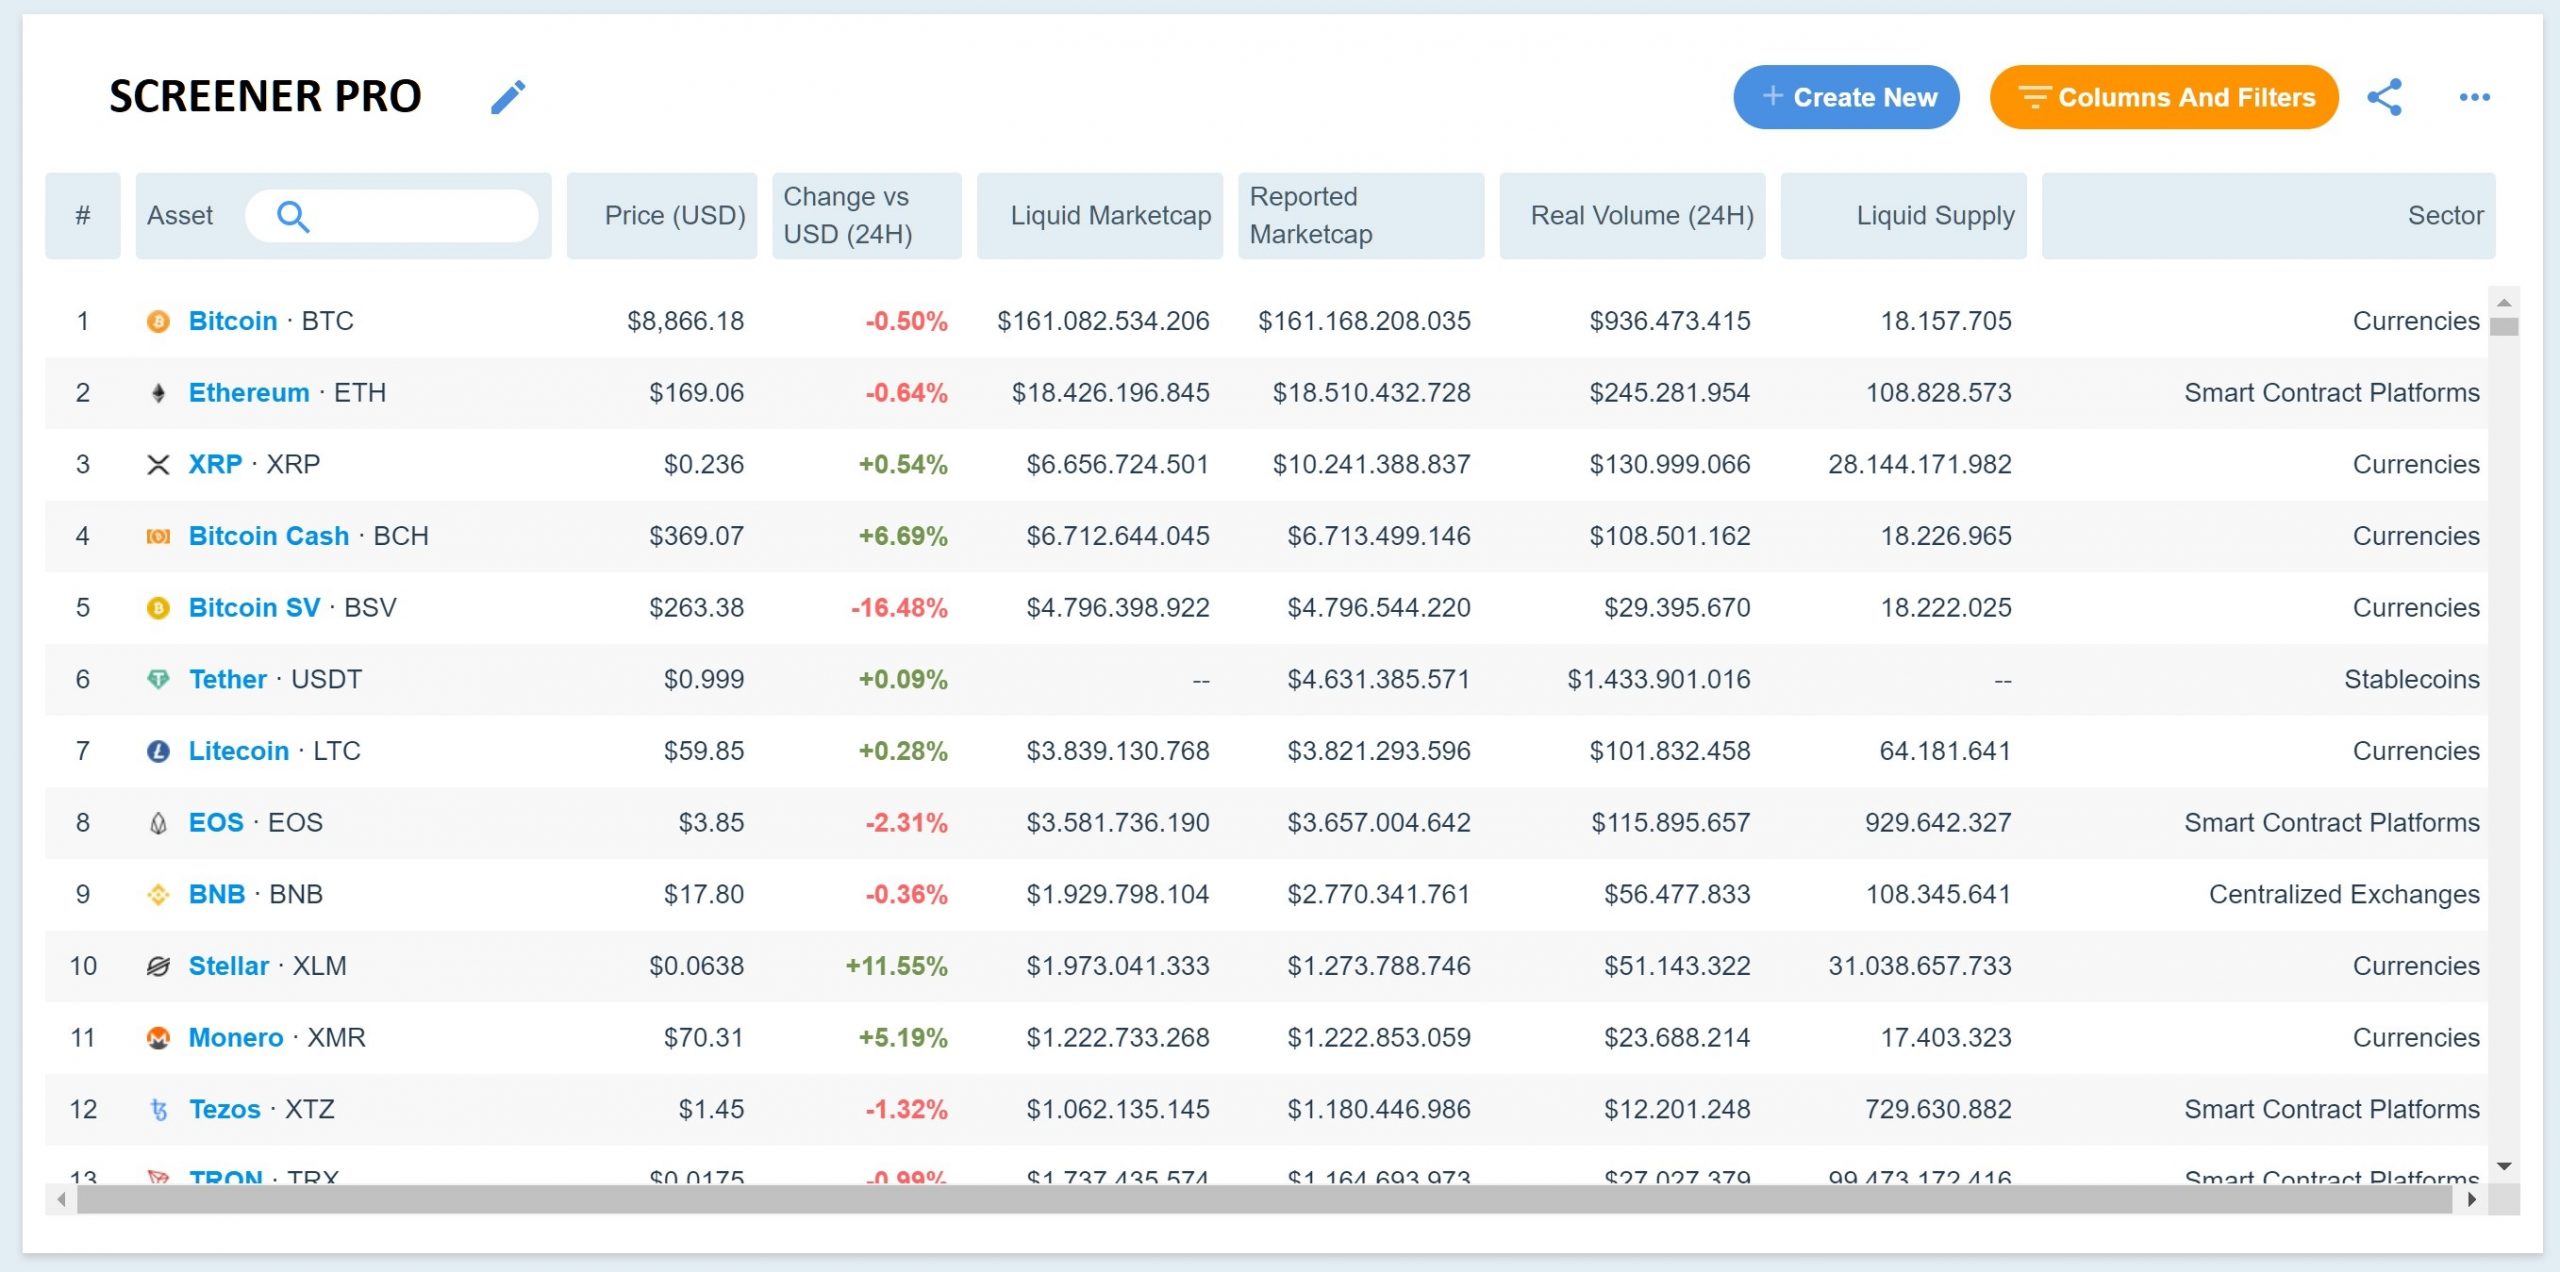 SCREENER PRO
+ Create New
Columns And Filters
# Asset Price (USD) Change vs USD (24H) Liquid Marketcap Reported Marketcap Real Volume (24H) Liquid Supply Sector
1 Bitcoin · BTC $8,866.18 -0.50% $161.082.534.206 $161.168.208.035 $936.473.415 18.157.705 Currencies
2 Ethereum · ETH $169.06 -0.64% $18.426.196.845 $18.510.432.728 $245.281.954 108.828.573 Smart Contract Platforms
3 XRP · XRP $0.236 +0.54% $6.656.724.501 $10.241.388.837 $130.999.066 28.144.171.982 Currencies
4 Bitcoin Cash · BCH $369.07 +6.69% $6.712.644.045 $6.713.499.146 $108.501.162 18.226.965 Currencies
5 Bitcoin SV · BSV $263.38 -16.48% $4.796.398.922 $4.796.544.220 $29.395.670 18.222.025 Currencies
6 Tether · USDT $0.999 +0.09% -- $4.631.385.571 $1.433.901.016 -- Stablecoins
7 Litecoin · LTC $59.85 +0.28% $3.839.130.768 $3.821.293.596 $101.832.458 64.181.641 Currencies
8 EOS · EOS $3.85 -2.31% $3.581.736.190 $3.657.004.642 $115.895.657 929.642.327 Smart Contract Platforms
9 BNB · BNB $17.80 -0.36% $1.929.798.104 $2.770.341.761 $56.477.833 108.345.641 Centralized Exchanges
10 Stellar · XLM $0.0638 +11.55% $1.973.041.333 $1.273.788.746 $51.143.322 31.038.657.733 Currencies
11 Monero · XMR $70.31 +5.19% $1.222.733.268 $1.222.853.059 $23.688.214 17.403.323 Currencies
12 Tezos · XTZ $1.45 -1.32% $1.062.135.145 $1.180.446.986 $12.201.248 729.630.882 Smart Contract Platforms
13 TRON · TRX $0.0175 -0.99% $1.737.435.574 $1.164.693.973 $27.027.379 99.473.172.416 Smart Contract Platforms